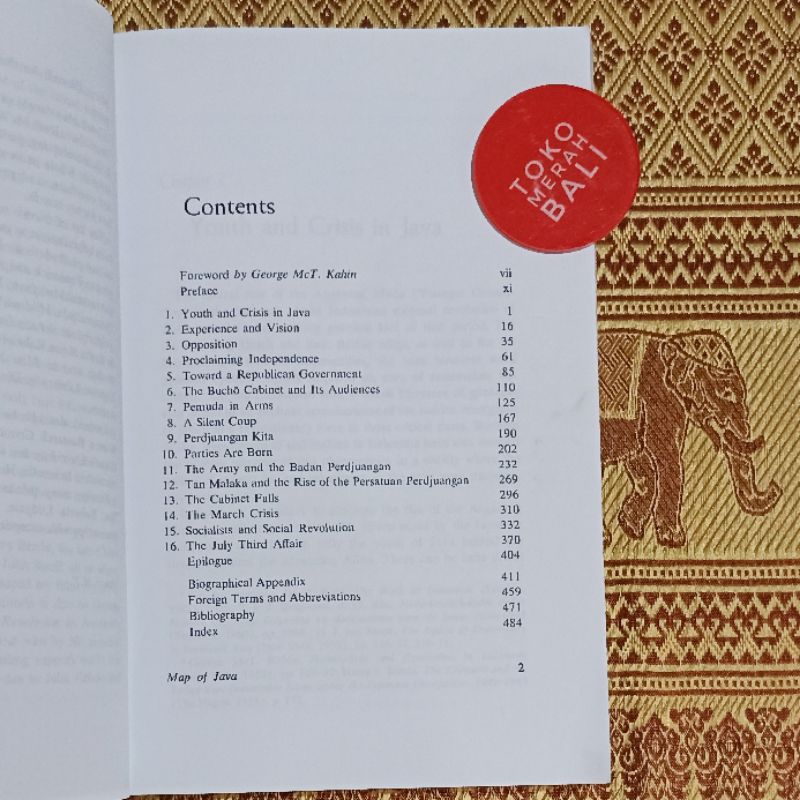 TOKO
MERAH
BALI
Contents
Foreword by George McT. Kahin vii
Preface xi
1. Youth and Crisis in Java 1
2. Experience and Vision 16
3. Opposition 35
4. Proclaiming Independence 61
5. Toward a Republican Government 85
6. The Buchō Cabinet and Its Audiences 110
7. Pemuda in Arms 125
8. A Silent Coup 167
9. Perdjuangan Kita 190
10. Parties Are Born 202
11. The Army and the Badan Perdjuangan 232
12. Tan Malaka and the Rise of the Persatuan Perdjuangan 269
13. The Cabinet Falls 296
14. The March Crisis 310
15. Socialists and Social Revolution 332
16. The July Third Affair 370
Epilogue 404
Biographical Appendix 411
Foreign Terms and Abbreviations 459
Bibliography 471
Index 484
Map of Java 2